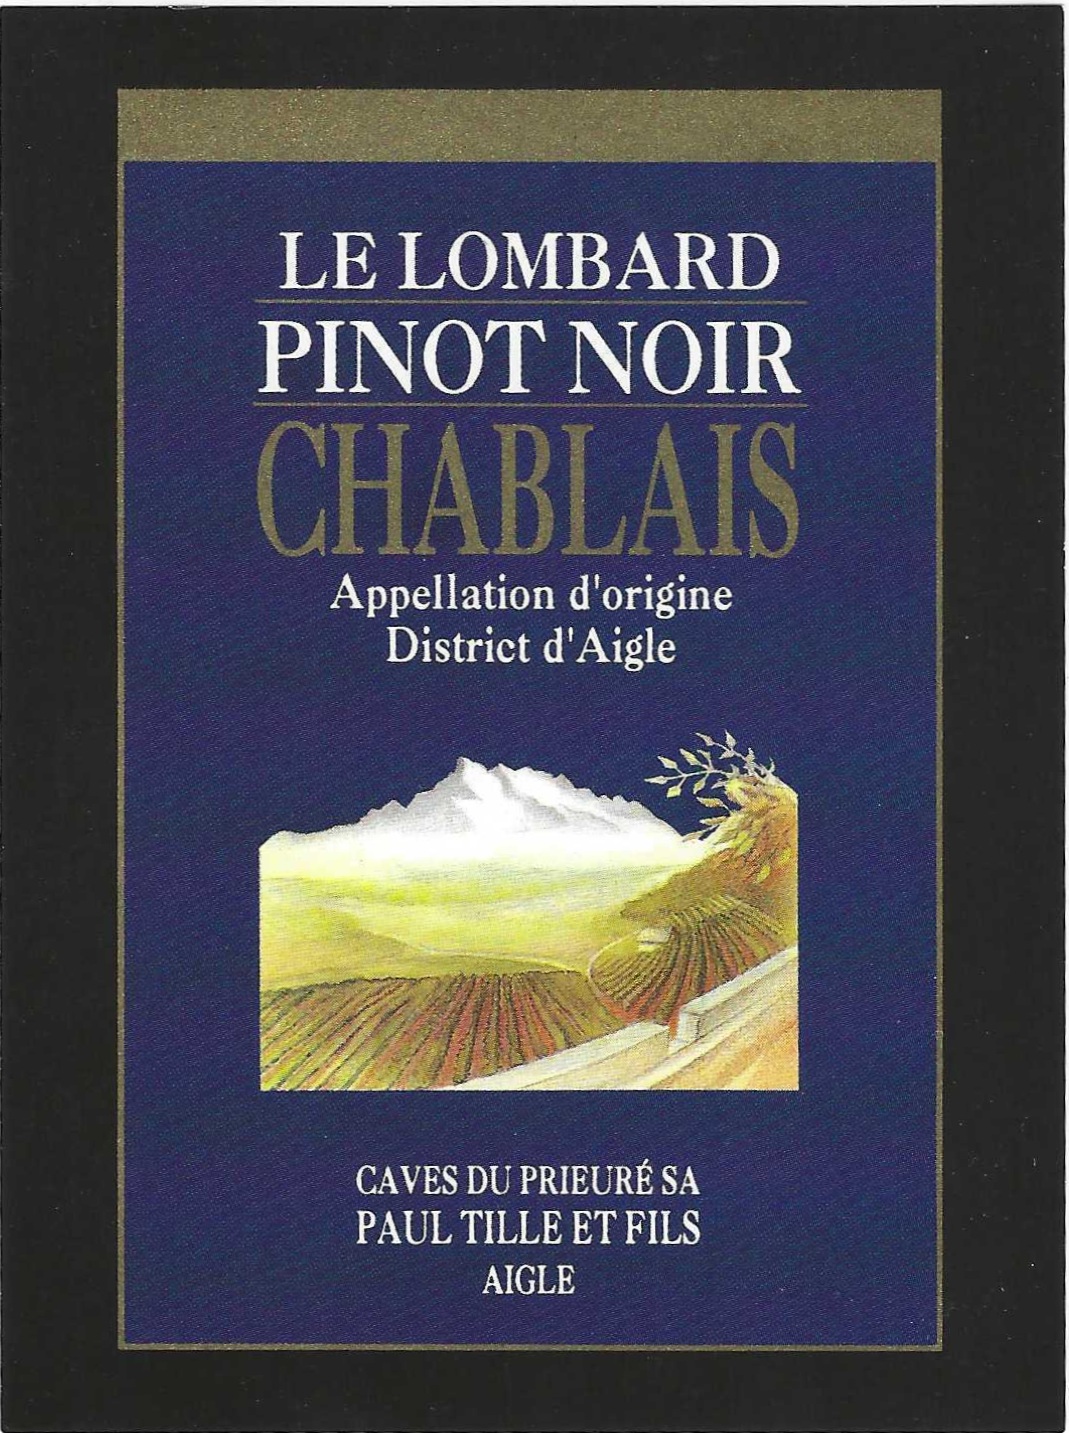 LE LOMBARD
PINOT NOIR
CHABLAIS
Appellation d'origine
District d'Aigle
CAVES DU PRIEURÉ SA
PAUL TILLE ET FILS
AIGLE